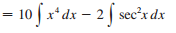 = 10 ∫ x⁴ dx − 2 ∫ sec²x dx